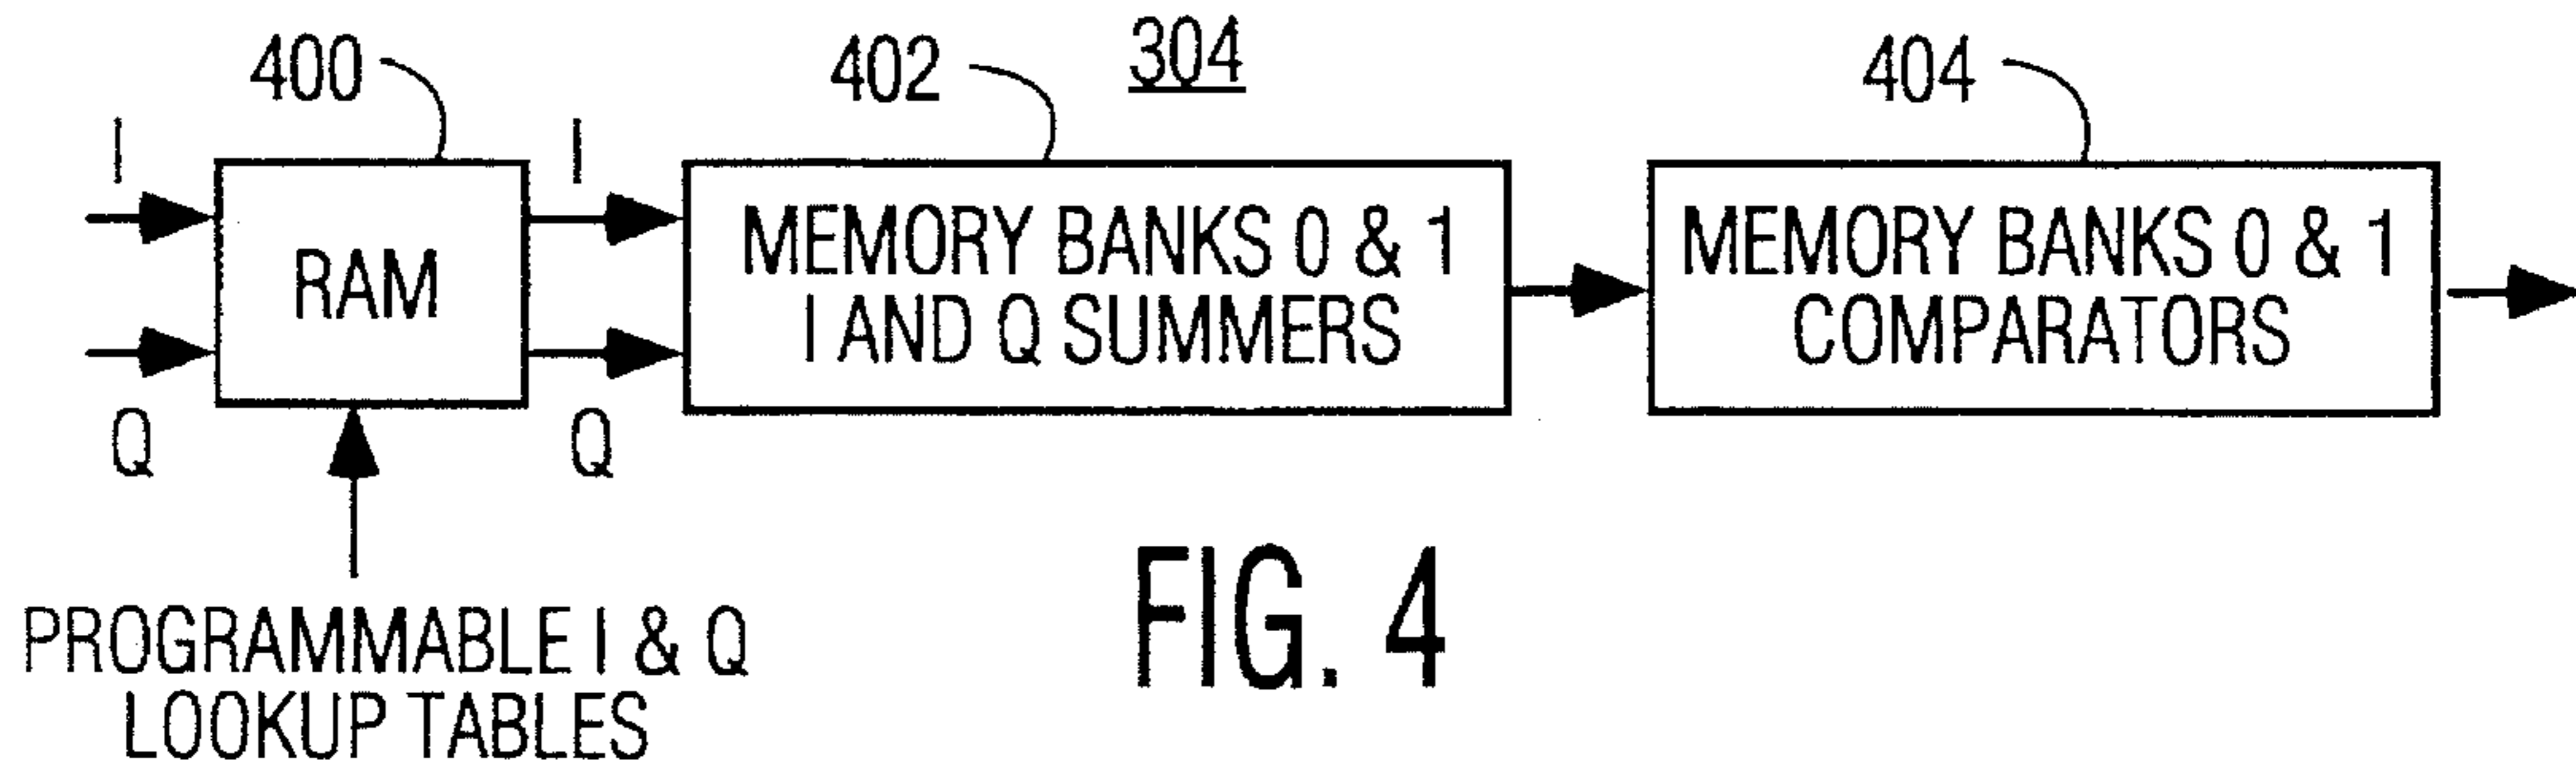 400
402
304
404
I
I
RAM
MEMORY BANKS 0 & 1
I AND Q SUMMERS
MEMORY BANKS 0 & 1
COMPARATORS
Q
Q
PROGRAMMABLE I & Q
LOOKUP TABLES
FIG. 4